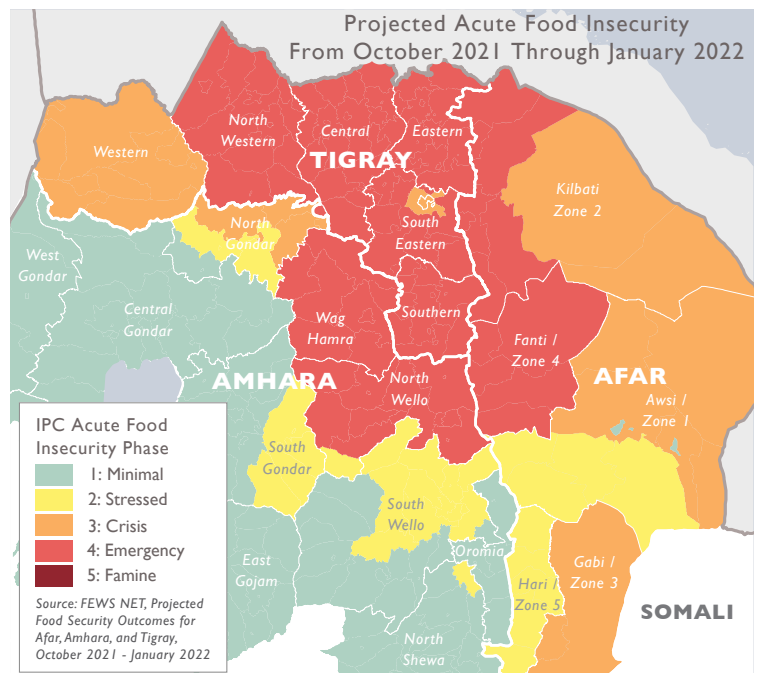 Projected Acute Food Insecurity
From October 2021 Through January 2022
North
Western
Central
Eastern
Western
TIGRAY
Kilbati
Zone 2
North
Gondar
South
Eastern
West
Gondar
Central
Gondar
Wag
Hamra
Southern
Fanti /
Zone 4
AMHARA
North
Wello
AFAR
Awsi /
Zone 1
IPC Acute Food
Insecurity Phase
1: Minimal
2: Stressed
3: Crisis
4: Emergency
5: Famine
Source: FEWS NET, Projected
Food Security Outcomes for
Afar, Amhara, and Tigray,
October 2021 - January 2022
South
Gondar
South
Wello
Oromia
East
Gojam
Hari /
Zone 5
Gabi /
Zone 3
SOMALI
North
Shewa